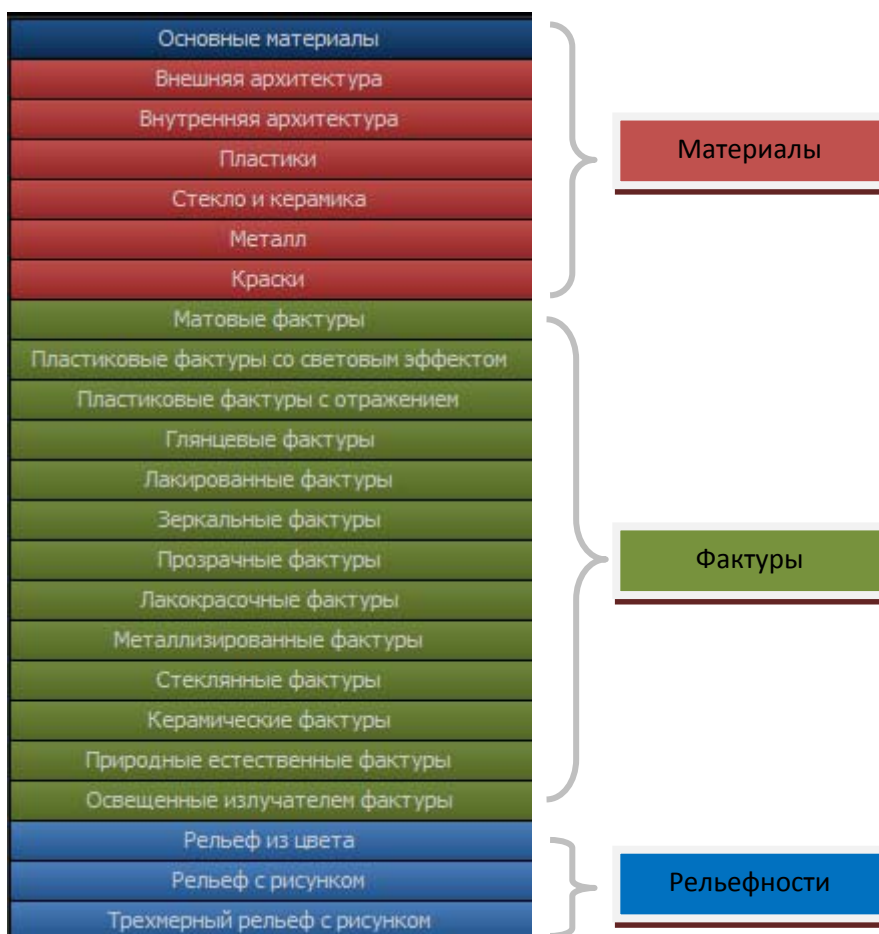 Основные материалы
Внешняя архитектура
Внутренняя архитектура
Пластики
Стекло и керамика
Металл
Краски
Матовые фактуры
Пластиковые фактуры со световым эффектом
Пластиковые фактуры с отражением
Глянцевые фактуры
Лакированные фактуры
Зеркальные фактуры
Прозрачные фактуры
Лакокрасочные фактуры
Металлизированные фактуры
Стеклянные фактуры
Керамические фактуры
Природные естественные фактуры
Освещенные излучателем фактуры
Рельеф из цвета
Рельеф с рисунком
Трехмерный рельеф с рисунком
Материалы
Фактуры
Рельефности